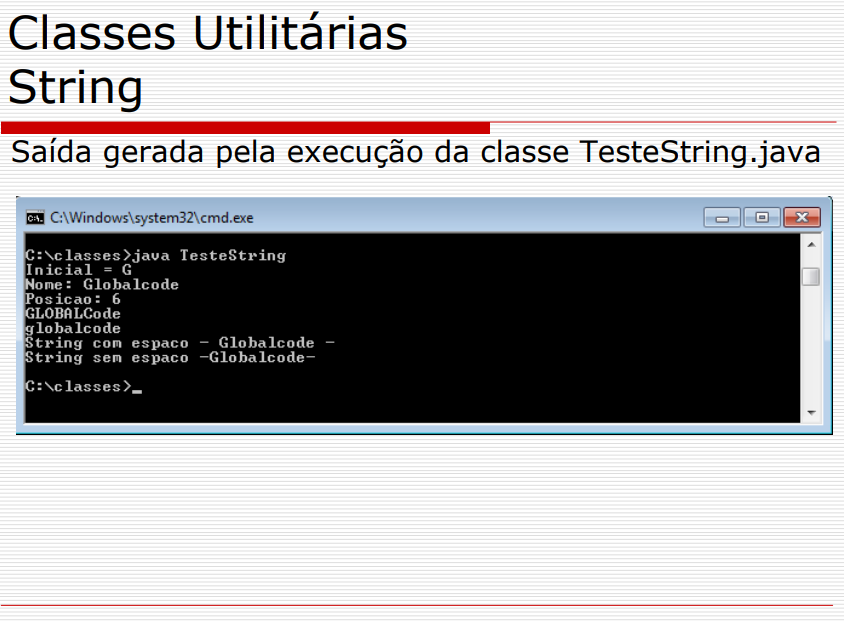 Classes Utilitárias
String
Saída gerada pela execução da classe TesteString.java
C:\Windows\system32\cmd.exe
C:\classes>java TesteString
Inicial = G
Nome: Globalcode
Posicao: 6
GLOBALCode
globalcode
String com espaco - Globalcode -
String sem espaco -Globalcode-
C:\classes>_